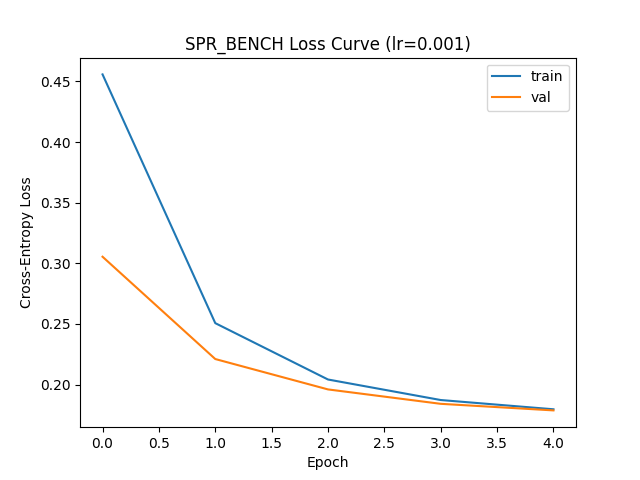 SPR_BENCH Loss Curve (lr=0.001)
train
val
Cross-Entropy Loss
0.45
0.40
0.35
0.30
0.25
0.20
0.0 0.5 1.0 1.5 2.0 2.5 3.0 3.5 4.0
Epoch